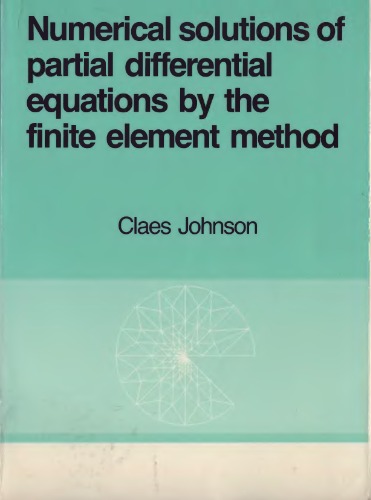 Numerical solutions of
partial differential
equations by the
finite element method
Claes Johnson